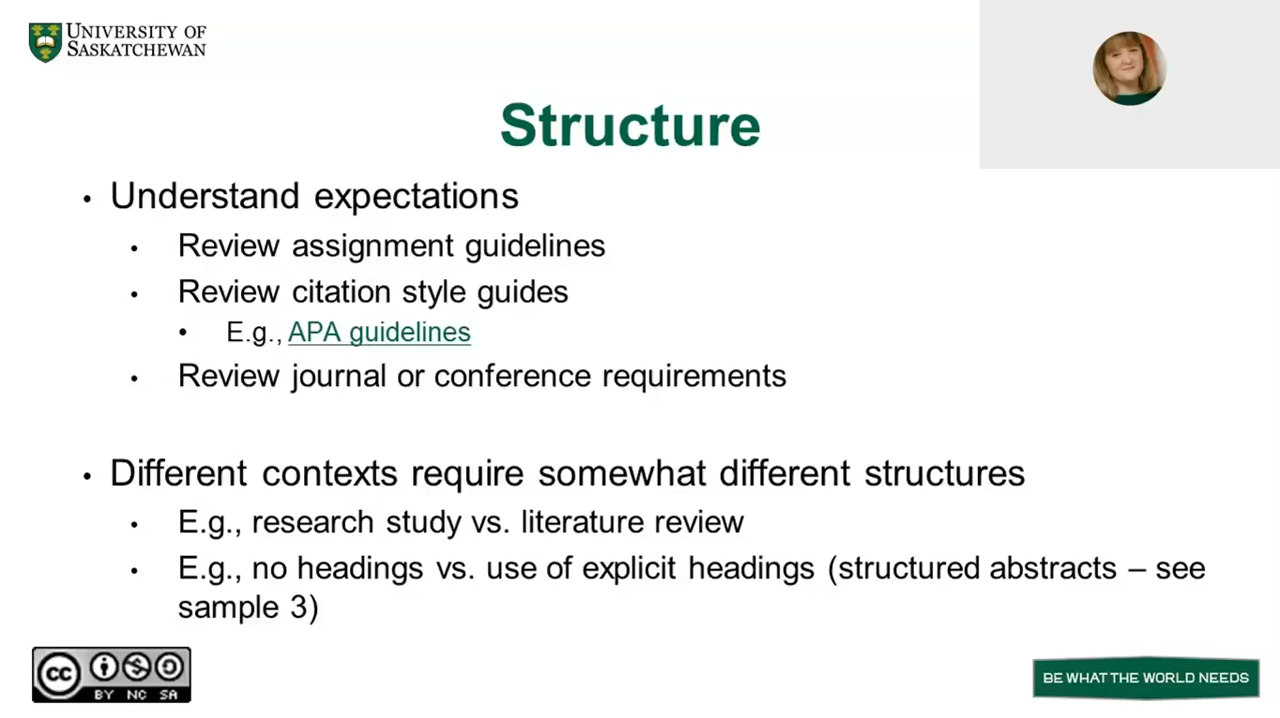 UNIVERSITY OF
SASKATCHEWAN
Structure
• Understand expectations
• Review assignment guidelines
• Review citation style guides
• E.g., APA guidelines
• Review journal or conference requirements
• Different contexts require somewhat different structures
• E.g., research study vs. literature review
• E.g., no headings vs. use of explicit headings (structured abstracts – see
sample 3)
cc
BY NC SA
BE WHAT THE WORLD NEEDS